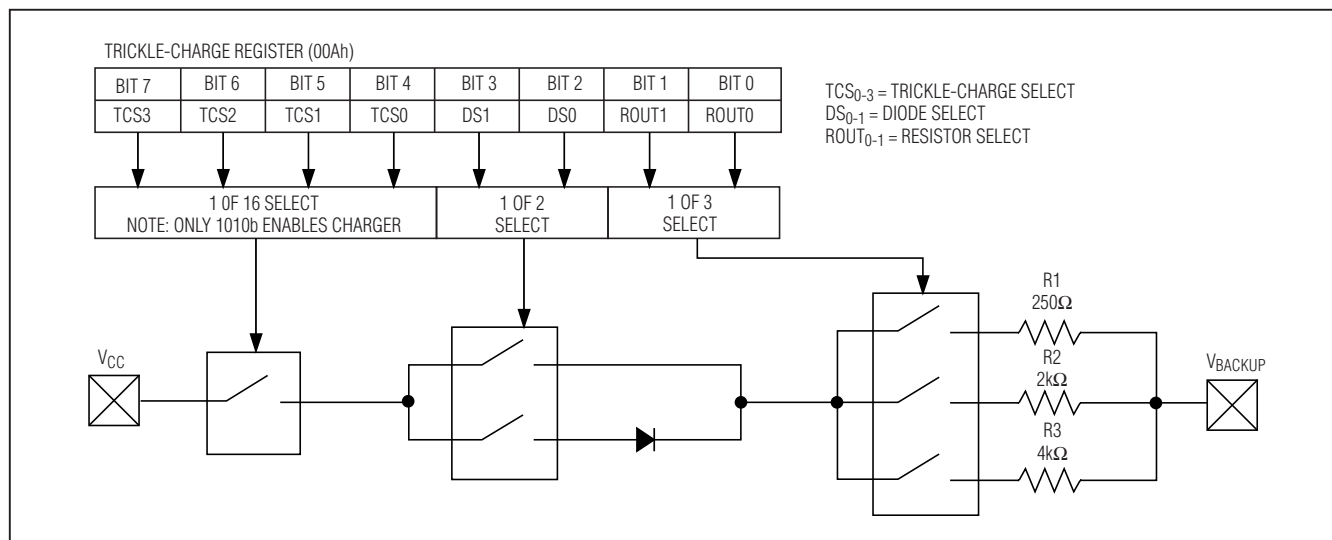 TRICKLE-CHARGE REGISTER (00Ah)
BIT 7 BIT 6 BIT 5 BIT 4 BIT 3 BIT 2 BIT 1 BIT 0
TCS3 TCS2 TCS1 TCS0 DS1 DS0 ROUT1 ROUT0
TCS0-3 = TRICKLE-CHARGE SELECT
DS0-1 = DIODE SELECT
ROUT0-1 = RESISTOR SELECT
1 OF 16 SELECT
NOTE: ONLY 1010b ENABLES CHARGER
1 OF 2
SELECT
1 OF 3
SELECT
R1
250Ω
R2
2kΩ
R3
4kΩ
VCC
VBACKUP